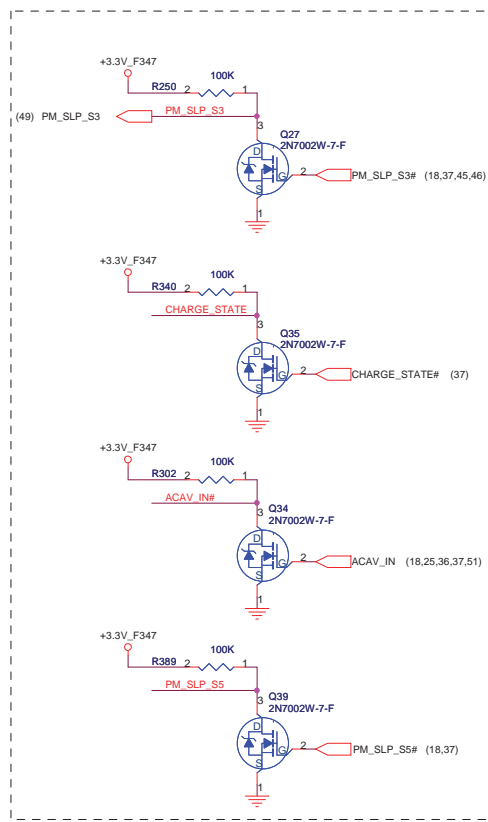 +3.3V_F347
R250 2 100K 1
(49) PM_SLP_S3 PM_SLP_S3
3
Q27
2N7002W-7-F
D
2 PM_SLP_S3# (18,37,45,46)
G
S
1
+3.3V_F347
R340 2 100K 1
CHARGE_STATE
3
Q35
2N7002W-7-F
D
2 CHARGE_STATE# (37)
G
S
1
+3.3V_F347
R302 2 100K 1
ACAV_IN#
3
Q34
2N7002W-7-F
D
2 ACAV_IN (18,25,36,37,51)
G
S
1
+3.3V_F347
R389 2 100K 1
PM_SLP_S5
3
Q39
2N7002W-7-F
D
2 PM_SLP_S5# (18,37)
G
S
1